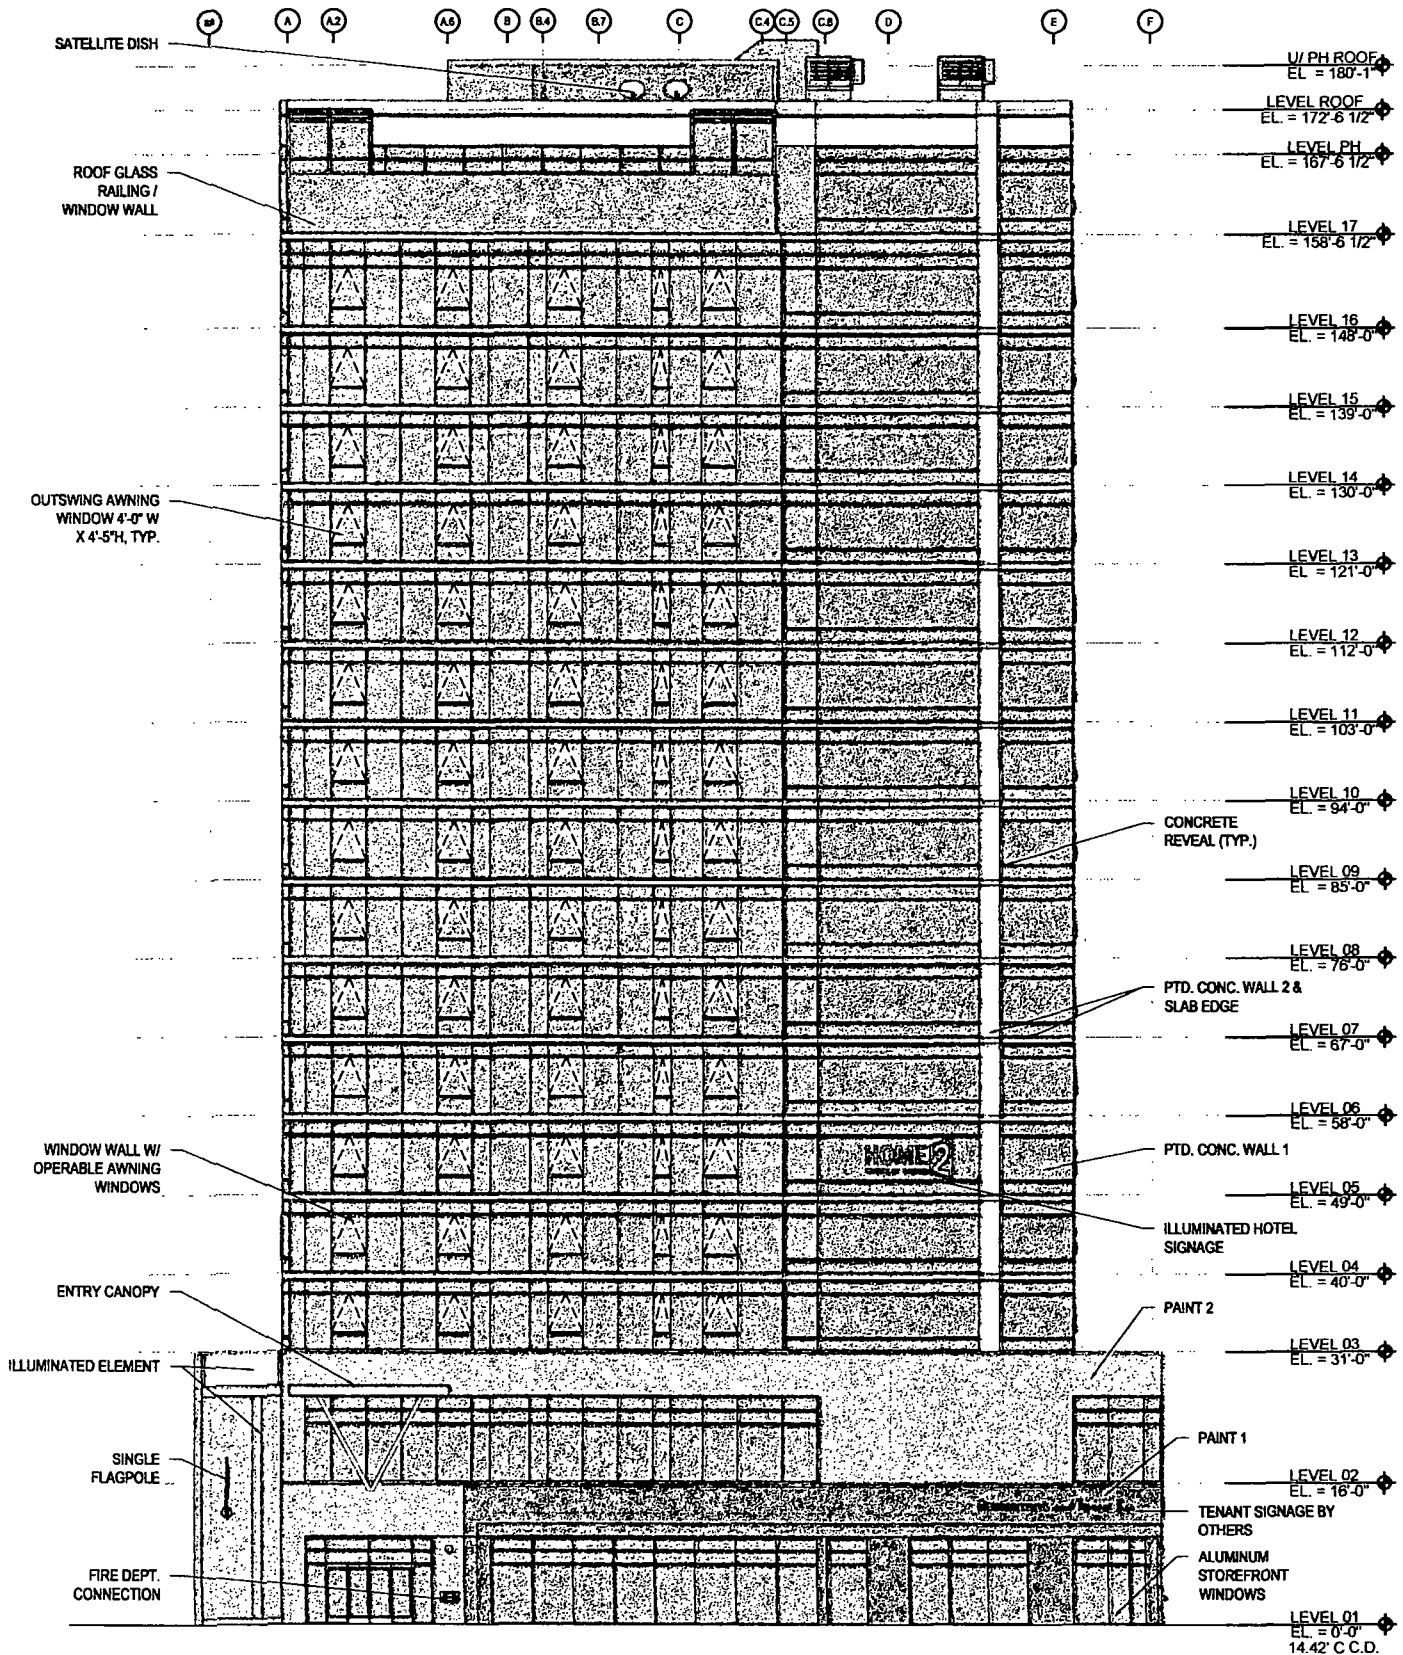 A A.2 A.6 B B.4 B.7 C C.4 C.5 C.8 D E F
SATELLITE DISH
ROOF GLASS
RAILING /
WINDOW WALL
OUTSWING AWNING
WINDOW 4'-0" W
X 4'-5"H, TYP.
WINDOW WALL W/
OPERABLE AWNING
WINDOWS
ENTRY CANOPY
ILLUMINATED ELEMENT
SINGLE
FLAGPOLE
FIRE DEPT.
CONNECTION
HOME 2
CONCRETE
REVEAL (TYP.)
PTD. CONC. WALL 2 &
SLAB EDGE
PTD. CONC. WALL 1
ILLUMINATED HOTEL
SIGNAGE
PAINT 2
PAINT 1
TENANT SIGNAGE BY
OTHERS
ALUMINUM
STOREFRONT
WINDOWS
U/ PH ROOF
EL = 180'-1"
LEVEL ROOF
EL. = 172'-6 1/2"
LEVEL PH
EL. = 167'-6 1/2"
LEVEL 17
EL. = 158'-6 1/2"
LEVEL 16
EL. = 148'-0"
LEVEL 15
EL. = 139'-0"
LEVEL 14
EL. = 130'-0"
LEVEL 13
EL = 121'-0"
LEVEL 12
EL. = 112'-0"
LEVEL 11
EL. = 103'-0"
LEVEL 10
EL. = 94'-0"
LEVEL 09
EL = 85'-0"
LEVEL 08
EL. = 76'-0"
LEVEL 07
EL. = 67'-0"
LEVEL 06
EL. = 58'-0"
LEVEL 05
EL. = 49'-0"
LEVEL 04
EL. = 40'-0"
LEVEL 03
EL. = 31'-0"
LEVEL 02
EL. = 16'-0"
LEVEL 01
EL. = 0'-0"
14.42' C C.D.